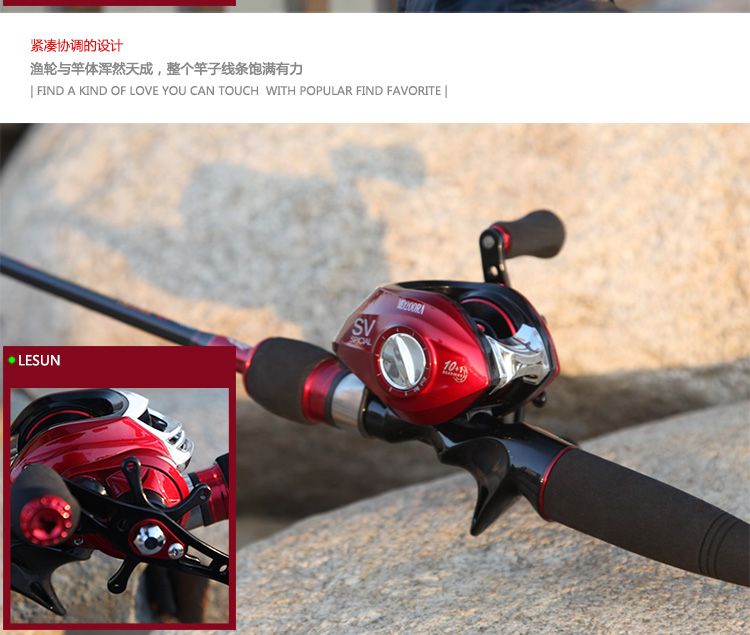 紧凑协调的设计
渔轮与竿体浑然天成，整个竿子线条饱满有力
| FIND A KIND OF LOVE YOU CAN TOUCH  WITH POPULAR FIND FAVORITE |
SV
10+1
LESUN